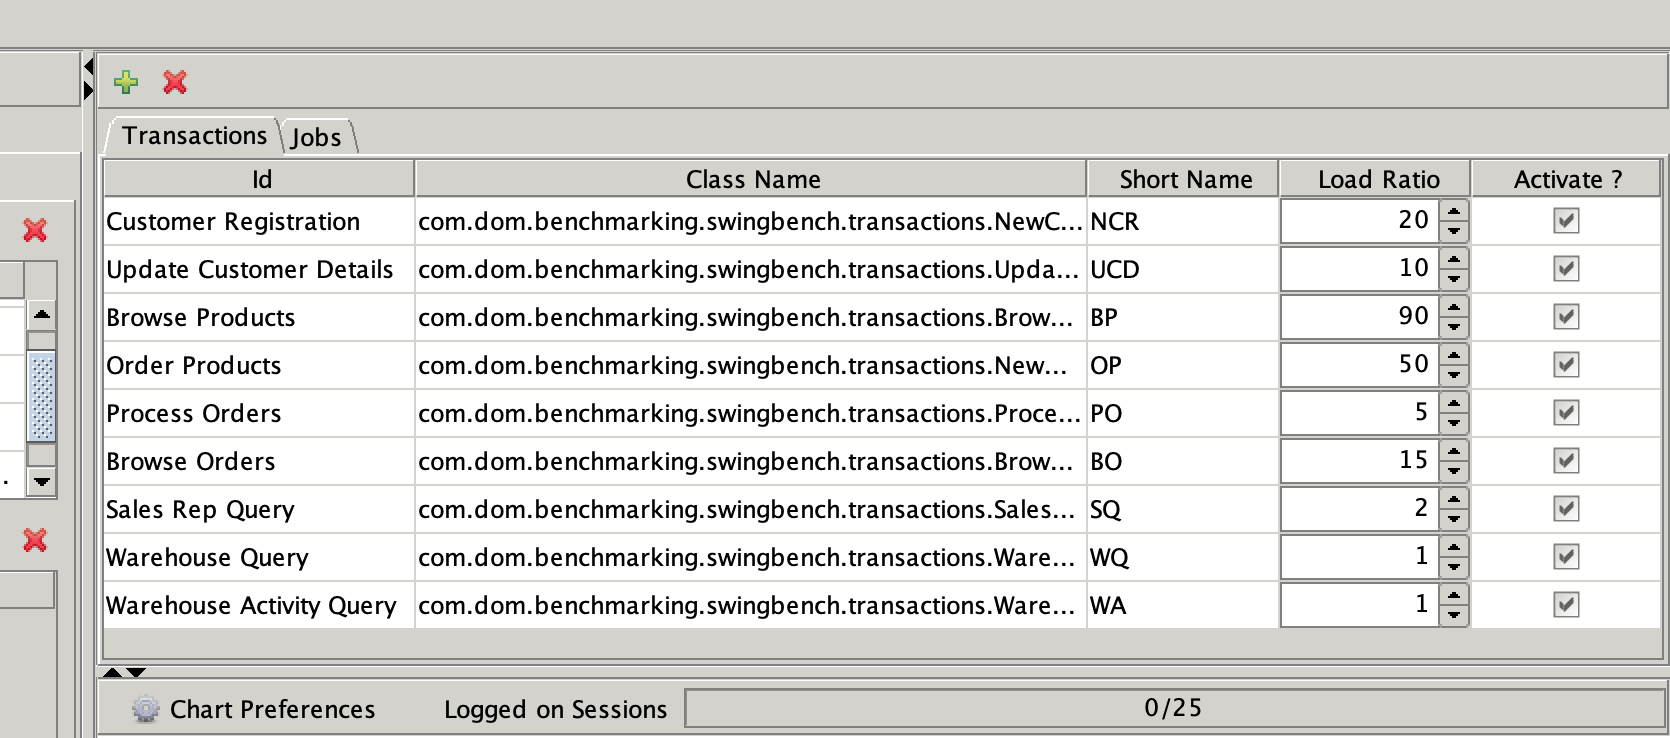 Transactions Jobs
Id Class Name Short Name Load Ratio Activate ?
Customer Registration com.dom.benchmarking.swingbench.transactions.NewC... NCR 20
Update Customer Details com.dom.benchmarking.swingbench.transactions.Upda... UCD 10
Browse Products com.dom.benchmarking.swingbench.transactions.Brow... BP 90
Order Products com.dom.benchmarking.swingbench.transactions.New... OP 50
Process Orders com.dom.benchmarking.swingbench.transactions.Proce... PO 5
Browse Orders com.dom.benchmarking.swingbench.transactions.Brow... BO 15
Sales Rep Query com.dom.benchmarking.swingbench.transactions.Sales... SQ 2
Warehouse Query com.dom.benchmarking.swingbench.transactions.Ware... WQ 1
Warehouse Activity Query com.dom.benchmarking.swingbench.transactions.Ware... WA 1
Chart Preferences Logged on Sessions 0/25